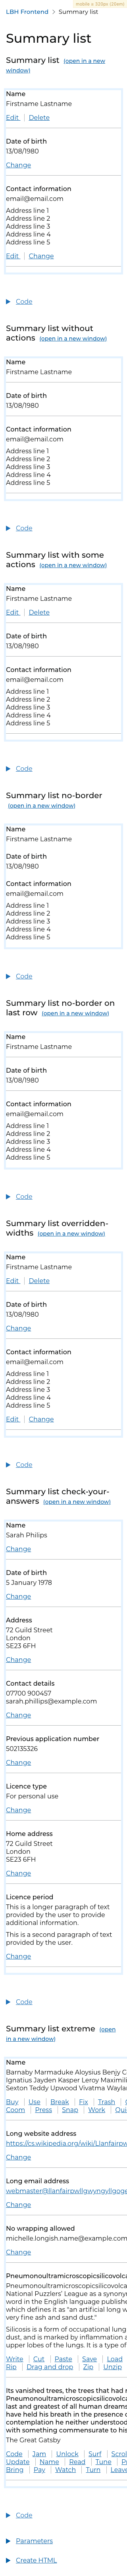 mobile ≥ 320px (20em)
LBH Frontend > Summary list
Summary list
Summary list (open in a new
window)
Name
Firstname Lastname
Edit Delete
Date of birth
13/08/1980
Change
Contact information
email@email.com
Address line 1
Address line 2
Address line 3
Address line 4
Address line 5
Edit Change
Code
Summary list without
actions (open in a new window)
Name
Firstname Lastname
Date of birth
13/08/1980
Contact information
email@email.com
Address line 1
Address line 2
Address line 3
Address line 4
Address line 5
Code
Summary list with some
actions (open in a new window)
Name
Firstname Lastname
Edit Delete
Date of birth
13/08/1980
Contact information
email@email.com
Address line 1
Address line 2
Address line 3
Address line 4
Address line 5
Code
Summary list no-border
(open in a new window)
Name
Firstname Lastname
Date of birth
13/08/1980
Contact information
email@email.com
Address line 1
Address line 2
Address line 3
Address line 4
Address line 5
Code
Summary list no-border on
last row (open in a new window)
Name
Firstname Lastname
Date of birth
13/08/1980
Contact information
email@email.com
Address line 1
Address line 2
Address line 3
Address line 4
Address line 5
Code
Summary list overridden-
widths (open in a new window)
Name
Firstname Lastname
Edit Delete
Date of birth
13/08/1980
Change
Contact information
email@email.com
Address line 1
Address line 2
Address line 3
Address line 4
Address line 5
Edit Change
Code
Summary list check-your-
answers (open in a new window)
Name
Sarah Philips
Change
Date of birth
5 January 1978
Change
Address
72 Guild Street
London
SE23 6FH
Change
Contact details
07700 900457
sarah.phillips@example.com
Change
Previous application number
502135326
Change
Licence type
For personal use
Change
Home address
72 Guild Street
London
SE23 6FH
Change
Licence period
This is a longer paragraph of text
provided by the user to provide
additional information.
This is a second paragraph of text
provided by the user.
Change
Code
Summary list extreme (open
in a new window)
Name
Barnaby Marmaduke Aloysius Benjy C
Ignatius Jayden Kasper Leroy Maximili
Sexton Teddy Upwood Vivatma Wayla
Buy Use Break Fix Trash
Coom Press Snap Work Qui
Long website address
https://cs.wikipedia.org/wiki/Llanfairpw
Change
Long email address
webmaster@llanfairpwllgwyngyllgoge
Change
No wrapping allowed
michelle.longish.name@example.com
Change
Pneumonoultramicroscopicsilicovolca
Pneumonoultramicroscopicsilicovolca
National Puzzlers' League as a synonym
word in the English language published
which defines it as "an artificial long w
very fine ash and sand dust."
Silicosis is a form of occupational lung
dust, and is marked by inflammation an
upper lobes of the lungs. It is a type of
Write Cut Paste Save Load
Rip Drag and drop Zip Unzip
Its vanished trees, the trees that had m
Pneumonoultramicroscopicsilicovolca
last and greatest of all human dreams;
have held his breath in the presence o
contemplation he neither understood
with something commensurate to his
The Great Gatsby
Code Jam Unlock Surf Scrol
Update Name Read Tune
Bring Pay Watch Turn Leave
Code
Parameters
Create HTML